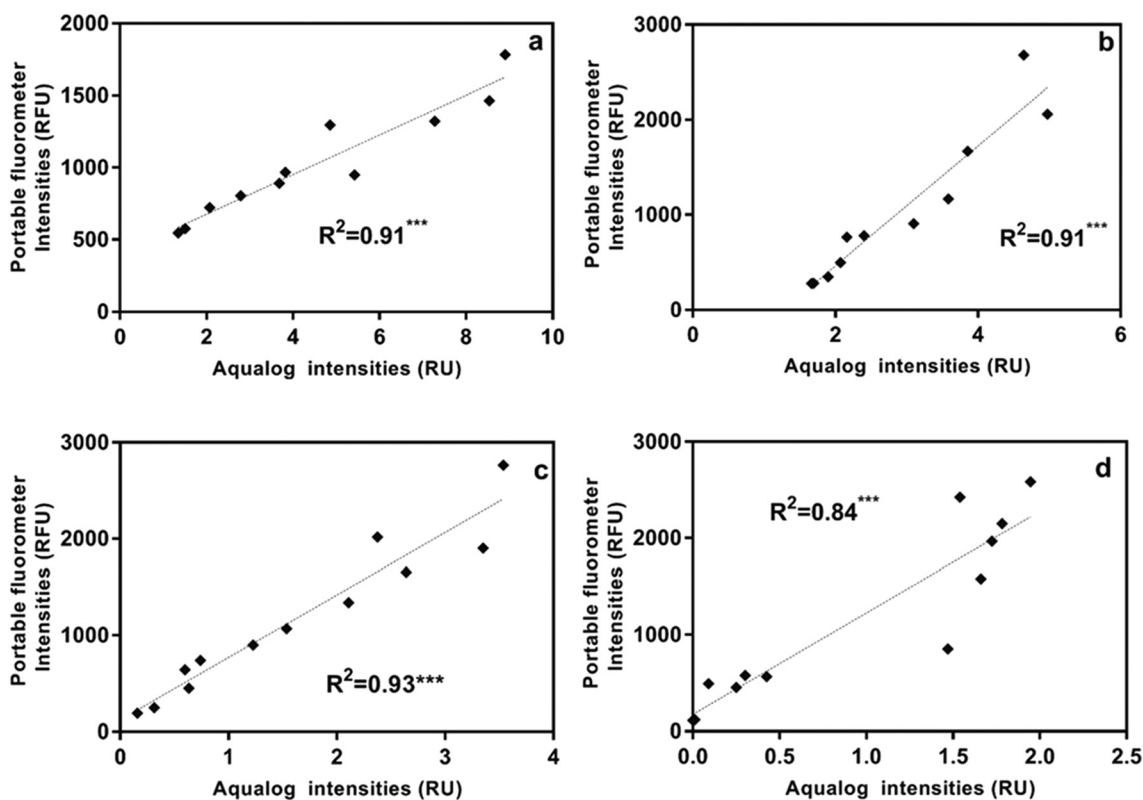 a
Portable fluorometer
Intensities (RFU)
2000
1500
1000
500
0
R²=0.91***
0 2 4 6 8 10
Aqualog intensities (RU)
b
Portable fluorometer
Intensities (RFU)
3000
2000
1000
0
R²=0.91***
0 2 4 6
Aqualog intensities (RU)
c
Portable fluorometer
Intensities (RFU)
3000
2000
1000
0
R²=0.93***
0 1 2 3 4
Aqualog intensities (RU)
d
Portable fluorometer
Intensities (RFU)
3000
2000
1000
0
R²=0.84***
0.0 0.5 1.0 1.5 2.0 2.5
Aqualog intensities (RU)